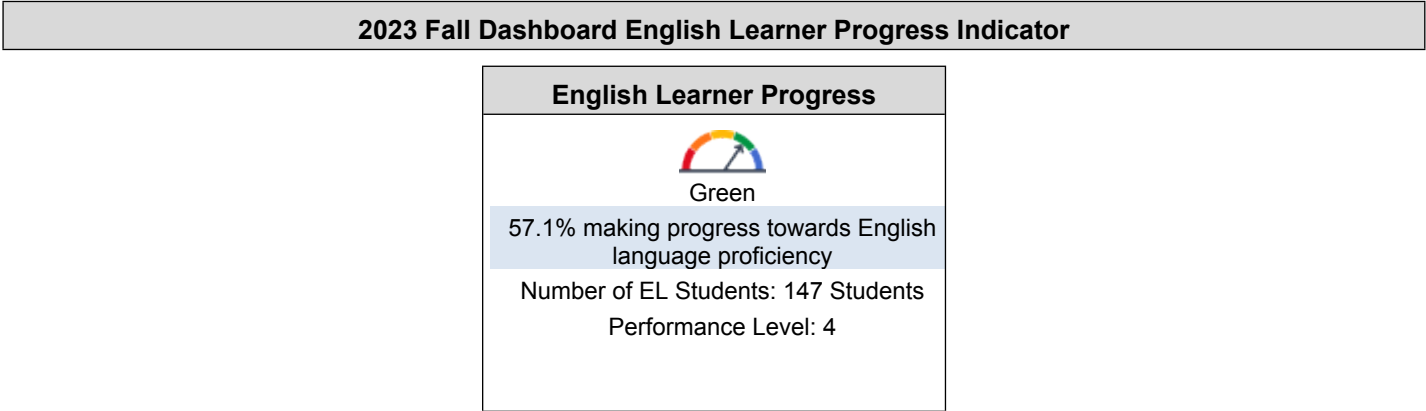 2023 Fall Dashboard English Learner Progress Indicator
English Learner Progress
Green
57.1% making progress towards English
language proficiency
Number of EL Students: 147 Students
Performance Level: 4